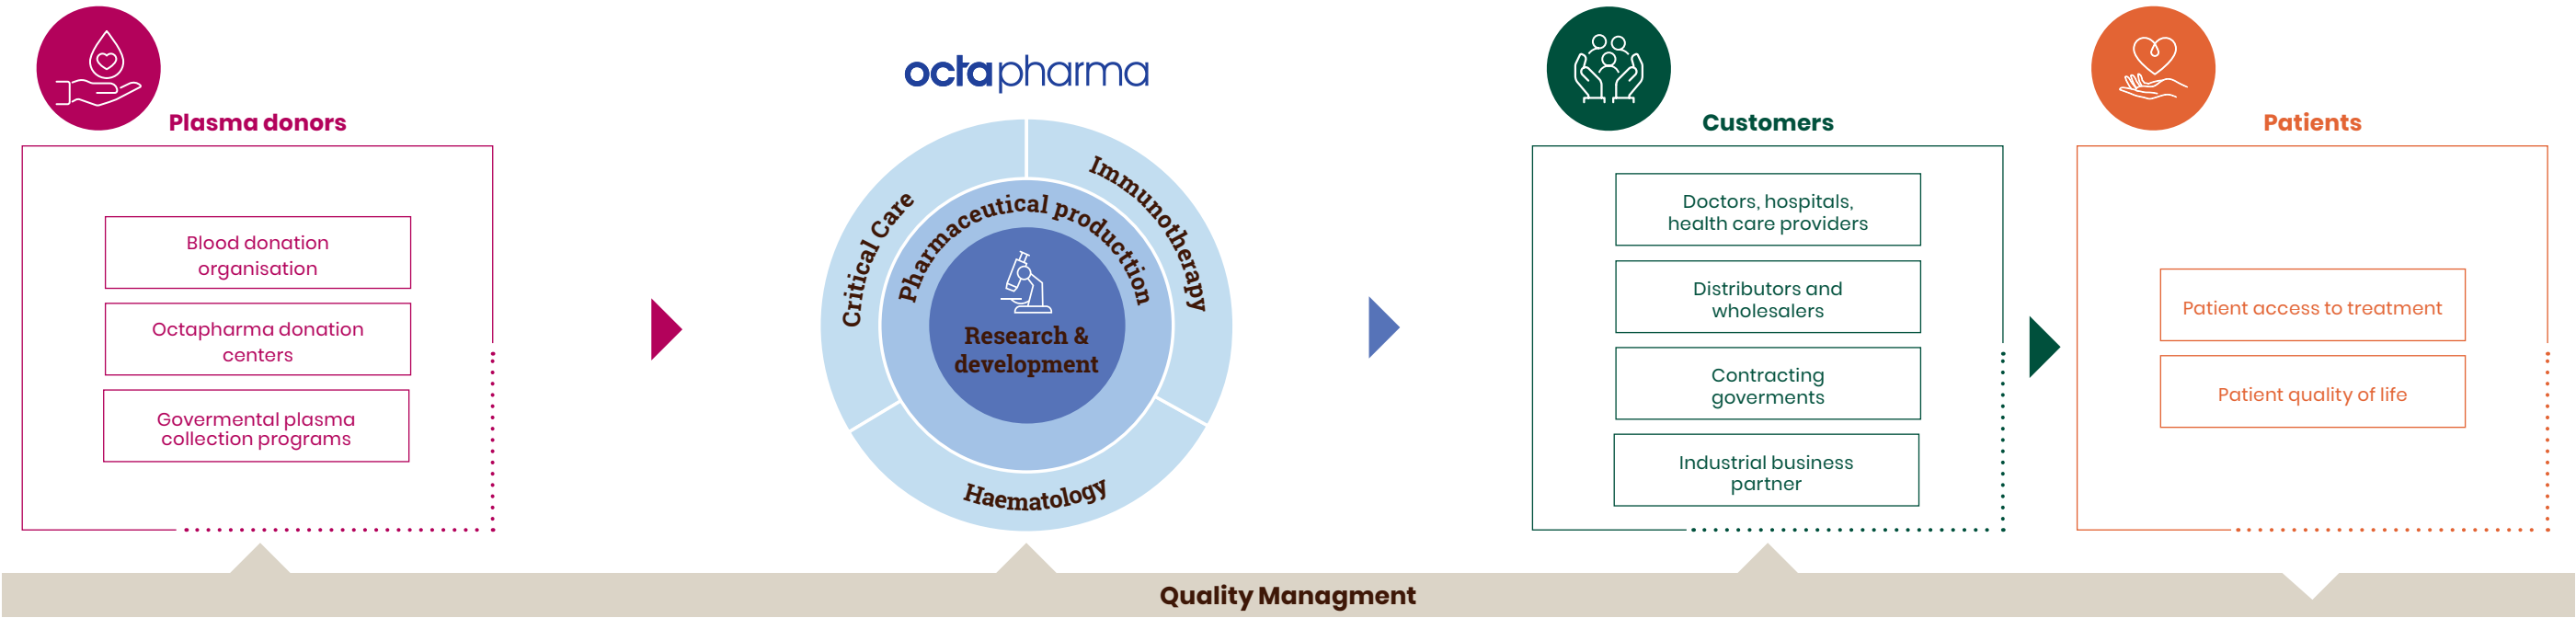 Plasma donors
Blood donation
organisation
Octapharma donation
centers
Govermental plasma
collection programs
octapharma
Critical Care
Immunotherapy
Pharmaceutical producttion
Research &
development
Haematology
Customers
Doctors, hospitals,
health care providers
Distributors and
wholesalers
Contracting
goverments
Industrial business
partner
Patients
Patient access to treatment
Patient quality of life
Quality Managment